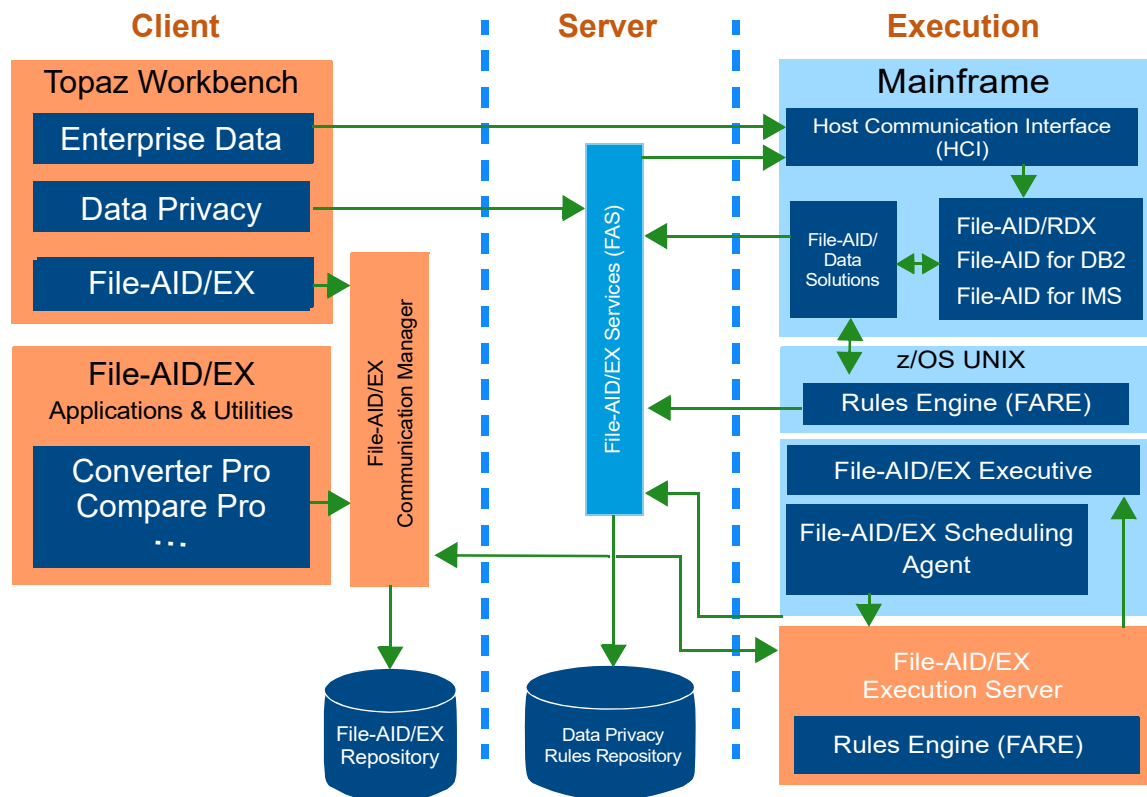 Client
Server
Execution
Topaz Workbench
Enterprise Data
Data Privacy
File-AID/EX
File-AID/EX
Applications & Utilities
Converter Pro
Compare Pro
...
File-AID/EX
Communication Manager
File-AID/EX
Repository
File-AID/EX Services (FAS)
Data Privacy
Rules Repository
Mainframe
Host Communication Interface
(HCI)
File-AID/
Data
Solutions
File-AID/RDX
File-AID for DB2
File-AID for IMS
z/OS UNIX
Rules Engine (FARE)
File-AID/EX Executive
File-AID/EX Scheduling
Agent
File-AID/EX
Execution Server
Rules Engine (FARE)